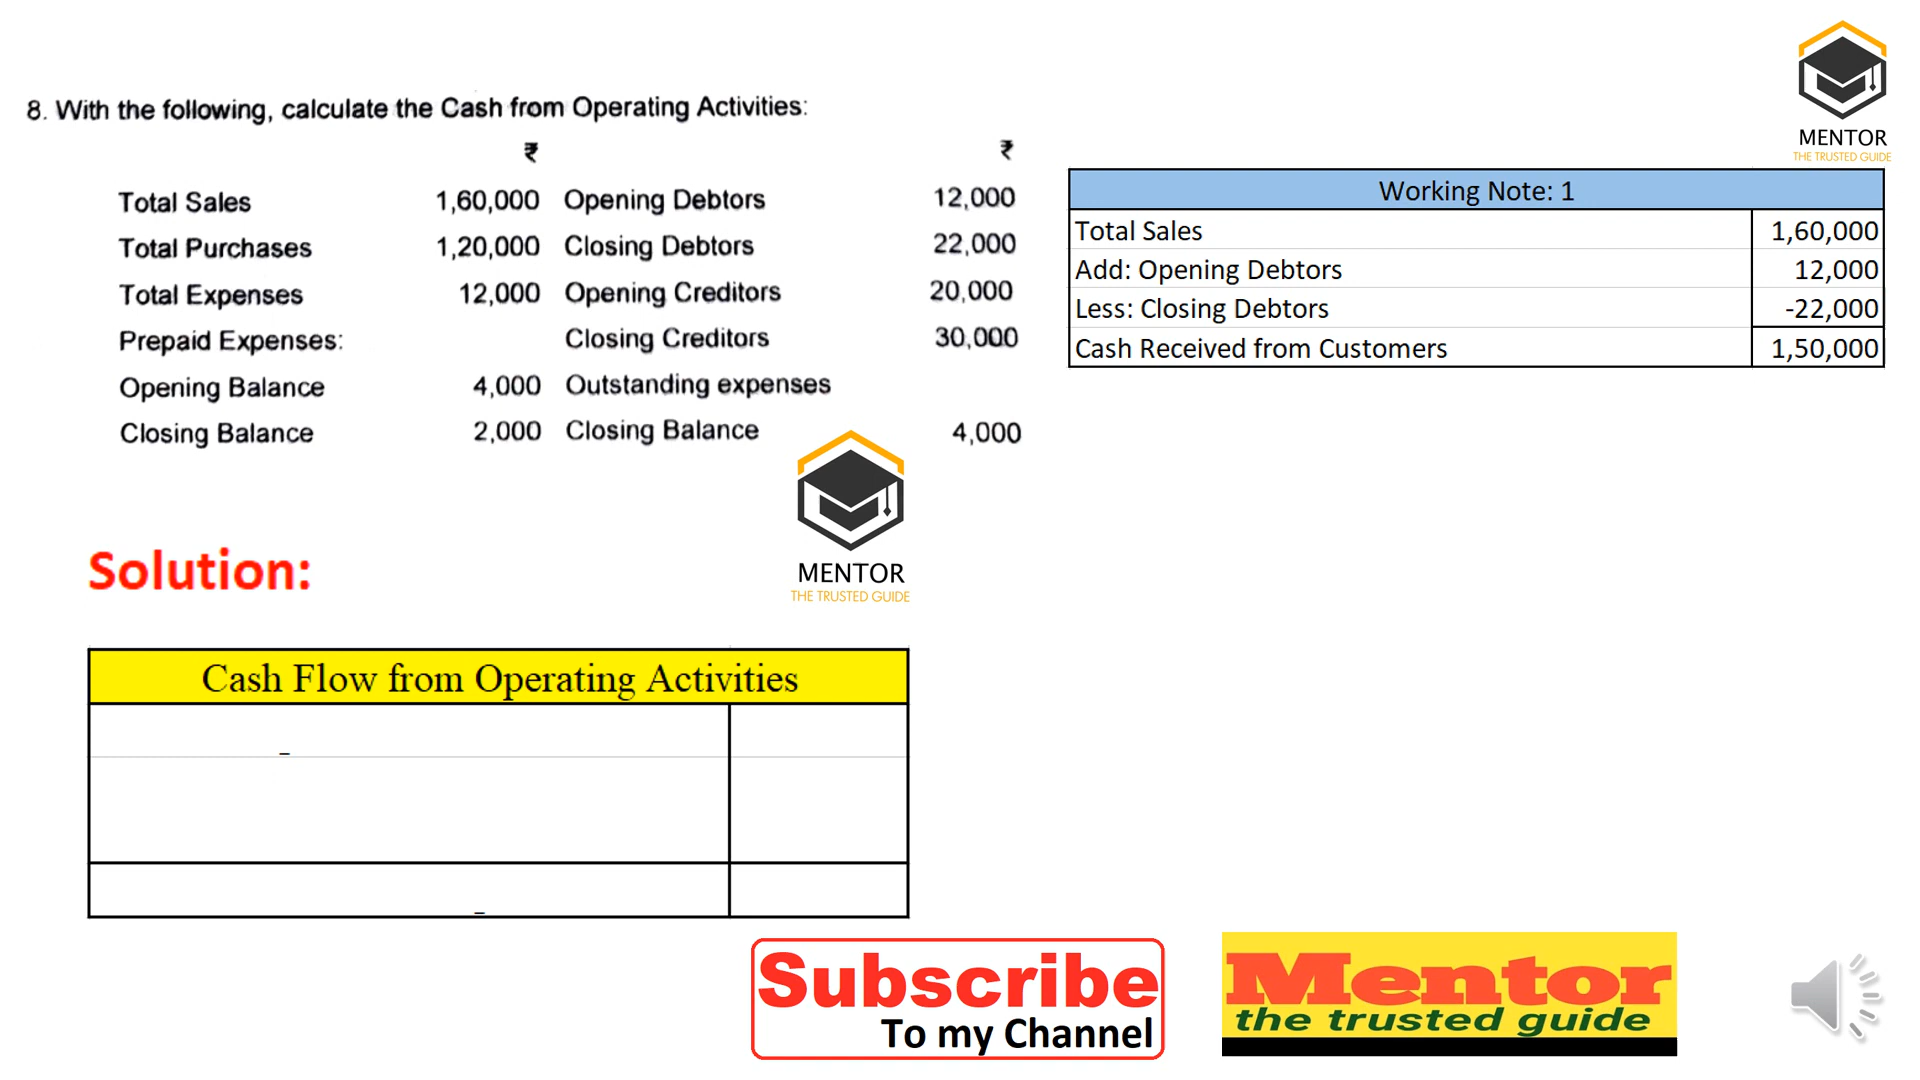 MENTOR
THE TRUSTED GUIDE
8. With the following, calculate the Cash from Operating Activities:
₹ ₹
Total Sales 1,60,000 Opening Debtors 12,000
Total Purchases 1,20,000 Closing Debtors 22,000
Total Expenses 12,000 Opening Creditors 20,000
Prepaid Expenses: Closing Creditors 30,000
Opening Balance 4,000 Outstanding expenses
Closing Balance 2,000 Closing Balance 4,000
Working Note: 1
Total Sales 1,60,000
Add: Opening Debtors 12,000
Less: Closing Debtors -22,000
Cash Received from Customers 1,50,000
MENTOR
THE TRUSTED GUIDE
Solution:
Cash Flow from Operating Activities
Subscribe
To my Channel
Mentor
the trusted guide